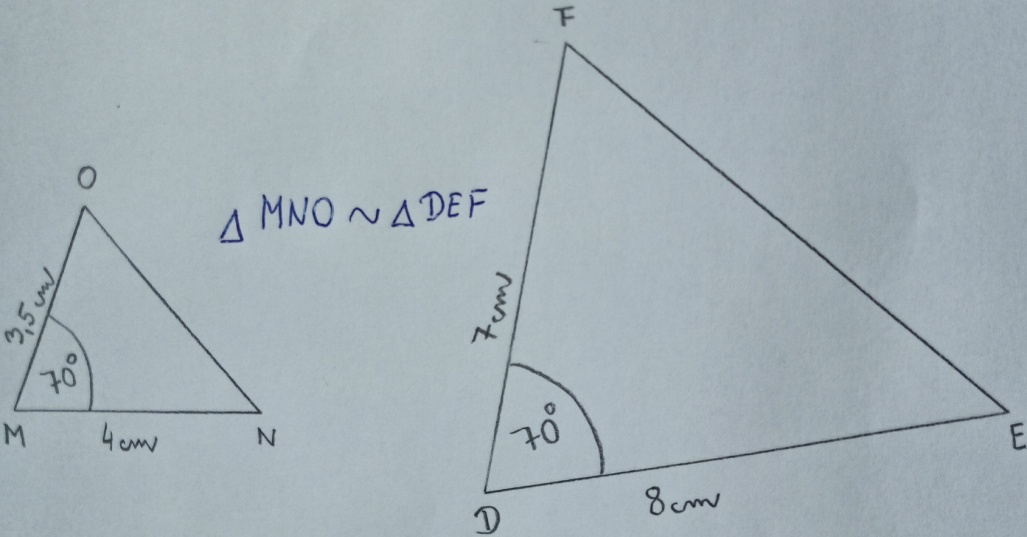 F
O
Δ MNO ~ Δ DEF
3,5 cm
7 cm
70°
70°
M
4 cm
N
E
8 cm
D